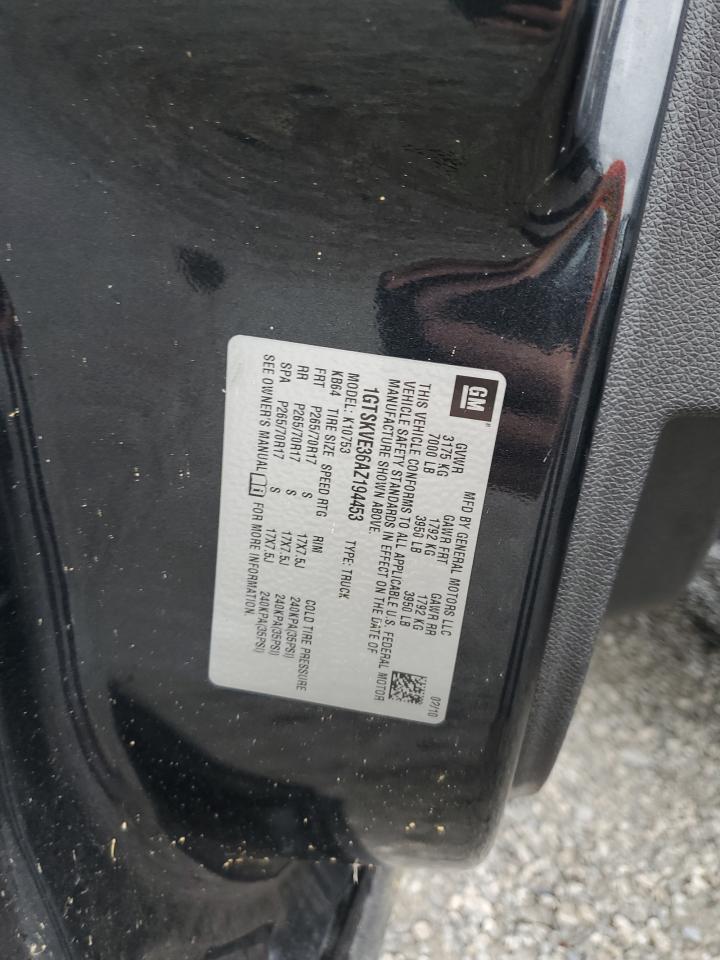 GM®
MFD BY GENERAL MOTORS LLC 02/10
GVWR GAWR FRT GAWR RR
3175 KG 1792 KG 1792 KG
7000 LB 3950 LB 3950 LB
THIS VEHICLE CONFORMS TO ALL APPLICABLE U.S. FEDERAL MOTOR
VEHICLE SAFETY STANDARDS IN EFFECT ON THE DATE OF
MANUFACTURE SHOWN ABOVE.
1GTSKVE36AZ194453 TYPE: TRUCK
MODEL: K10753
KB64 TIRE SIZE SPEED RTG RIM COLD TIRE PRESSURE
FRT P265/70R17 S 17X7.5J 240KPA(35PSI)
RR P265/70R17 S 17X7.5J 240KPA(35PSI)
SPA P265/70R17 S 17X7.5J 240KPA(35PSI)
SEE OWNER'S MANUAL FOR MORE INFORMATION.